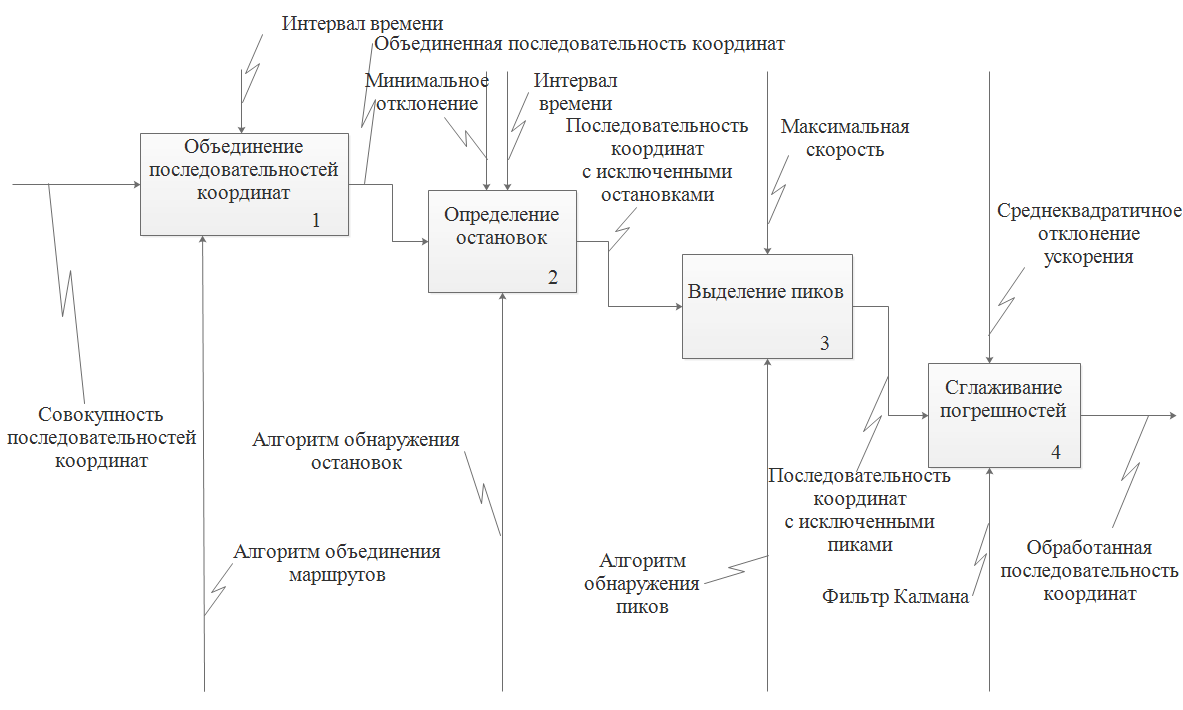 Интервал времени
Объединенная последовательность координат
Минимальное
отклонение
Интервал
времени
Последовательность
координат
с исключенными
остановками
Максимальная
скорость
Объединение
последовательностей
координат
1
Определение
остановок
2
Среднеквадратичное
отклонение
ускорения
Выделение пиков
3
Сглаживание
погрешностей
4
Совокупность
последовательностей
координат
Алгоритм обнаружения
остановок
Последовательность
координат
с исключенными
пиками
Алгоритм объединения
маршрутов
Алгоритм
обнаружения
пиков
Фильтр Калмана
Обработанная
последовательность
координат